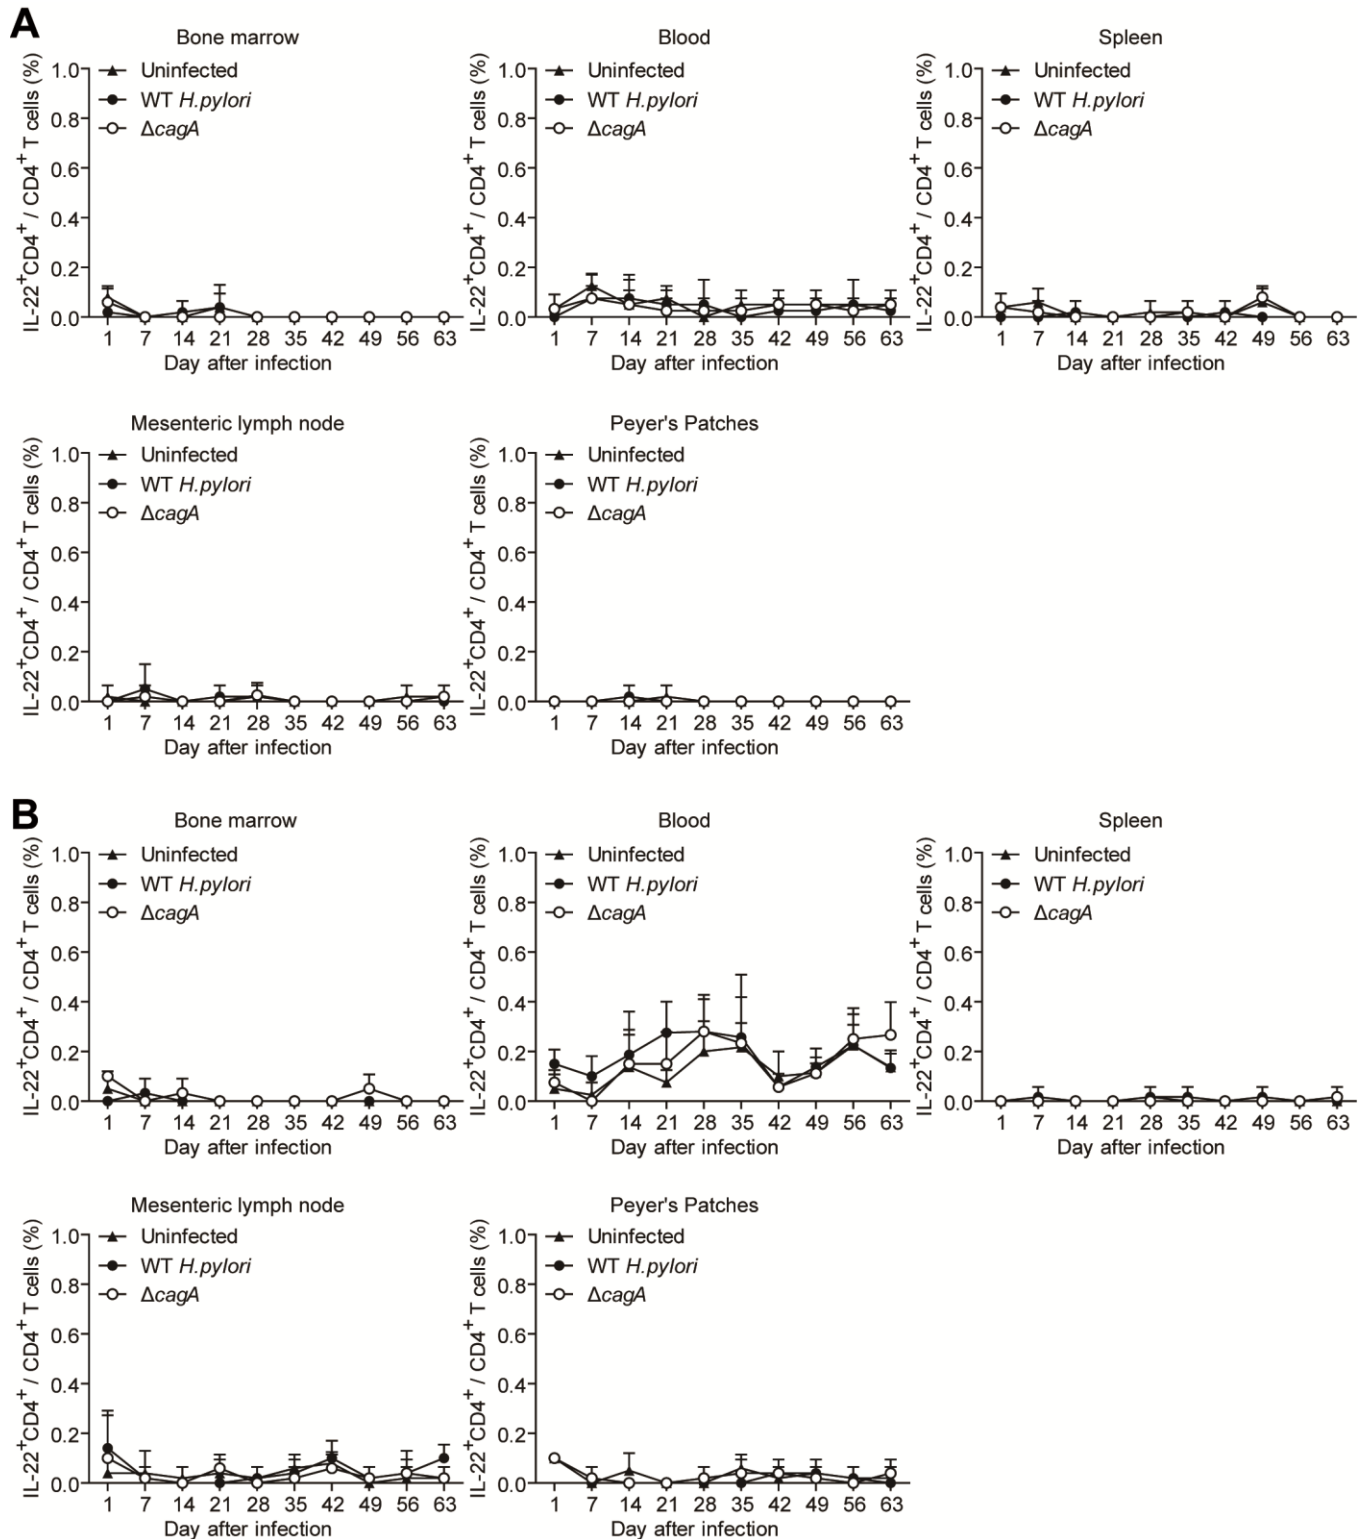 A
Bone marrow
IL-22+CD4+ / CD4+ T cells (%)
1.0
0.8
0.6
0.4
0.2
0.0
Uninfected
WT H.pylori
ΔcagA
1 7 14 21 28 35 42 49 56 63
Day after infection
Blood
IL-22+CD4+ / CD4+ T cells (%)
1.0
0.8
0.6
0.4
0.2
0.0
Uninfected
WT H.pylori
ΔcagA
1 7 14 21 28 35 42 49 56 63
Day after infection
Spleen
IL-22+CD4+ / CD4+ T cells (%)
1.0
0.8
0.6
0.4
0.2
0.0
Uninfected
WT H.pylori
ΔcagA
1 7 14 21 28 35 42 49 56 63
Day after infection
Mesenteric lymph node
IL-22+CD4+ / CD4+ T cells (%)
1.0
0.8
0.6
0.4
0.2
0.0
Uninfected
WT H.pylori
ΔcagA
1 7 14 21 28 35 42 49 56 63
Day after infection
Peyer's Patches
IL-22+CD4+ / CD4+ T cells (%)
1.0
0.8
0.6
0.4
0.2
0.0
Uninfected
WT H.pylori
ΔcagA
1 7 14 21 28 35 42 49 56 63
Day after infection
B
Bone marrow
IL-22+CD4+ / CD4+ T cells (%)
1.0
0.8
0.6
0.4
0.2
0.0
Uninfected
WT H.pylori
ΔcagA
1 7 14 21 28 35 42 49 56 63
Day after infection
Blood
IL-22+CD4+ / CD4+ T cells (%)
1.0
0.8
0.6
0.4
0.2
0.0
Uninfected
WT H.pylori
ΔcagA
1 7 14 21 28 35 42 49 56 63
Day after infection
Spleen
IL-22+CD4+ / CD4+ T cells (%)
1.0
0.8
0.6
0.4
0.2
0.0
Uninfected
WT H.pylori
ΔcagA
1 7 14 21 28 35 42 49 56 63
Day after infection
Mesenteric lymph node
IL-22+CD4+ / CD4+ T cells (%)
1.0
0.8
0.6
0.4
0.2
0.0
Uninfected
WT H.pylori
ΔcagA
1 7 14 21 28 35 42 49 56 63
Day after infection
Peyer's Patches
IL-22+CD4+ / CD4+ T cells (%)
1.0
0.8
0.6
0.4
0.2
0.0
Uninfected
WT H.pylori
ΔcagA
1 7 14 21 28 35 42 49 56 63
Day after infection